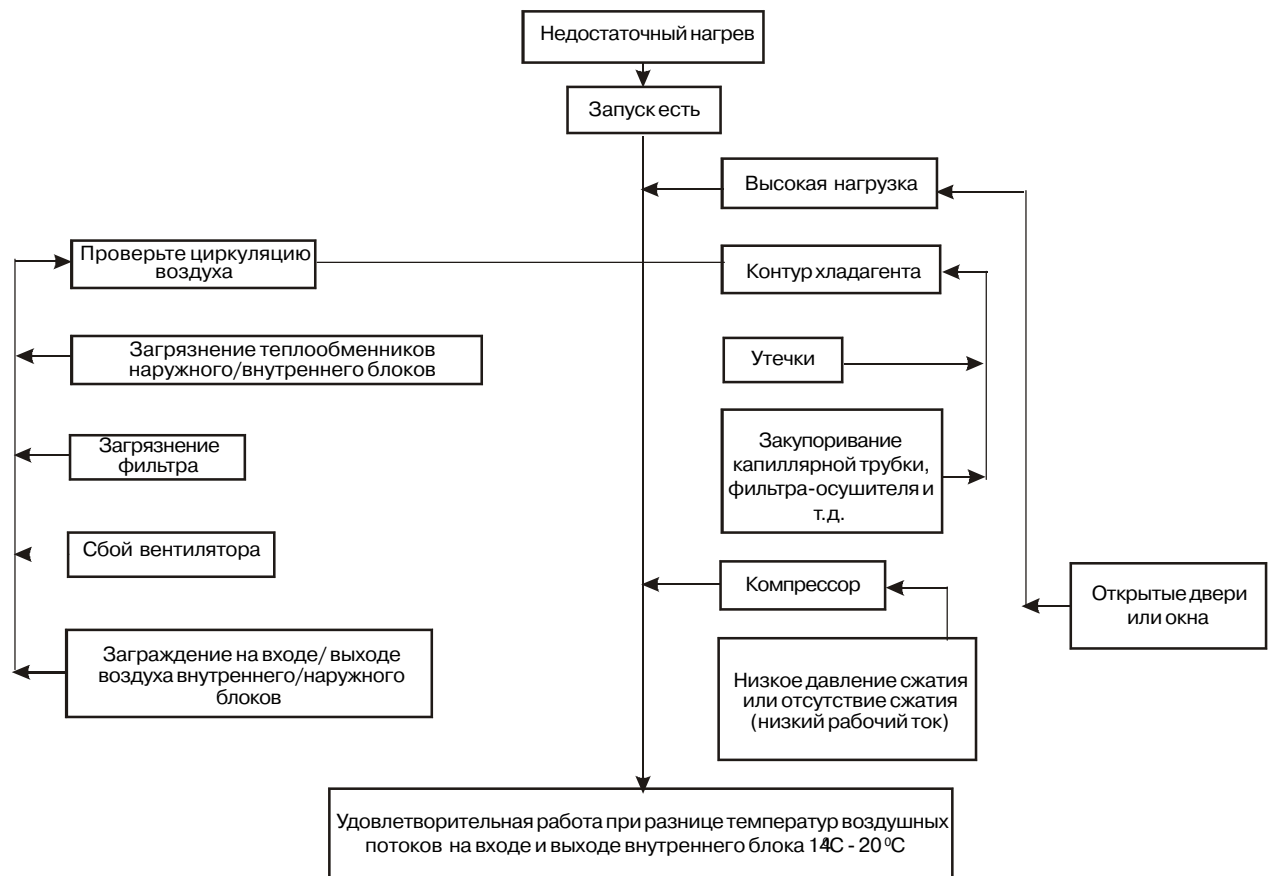 Недостаточный нагрев
Запуск есть
Высокая нагрузка
Проверьте циркуляцию
воздуха
Контур хладагента
Загрязнение теплообменников
наружного/внутреннего блоков
Утечки
Загрязнение
фильтра
Закупоривание
капиллярной трубки,
фильтра-осушителя и
т.д.
Сбой вентилятора
Компрессор
Открытые двери
или окна
Заграждение на входе/ выходе
воздуха внутреннего/наружного
блоков
Низкое давление сжатия
или отсутствие сжатия
(низкий рабочий ток)
Удовлетворительная работа при разнице температур воздушных
потоков на входе и выходе внутреннего блока 14⁰C - 20 ⁰C